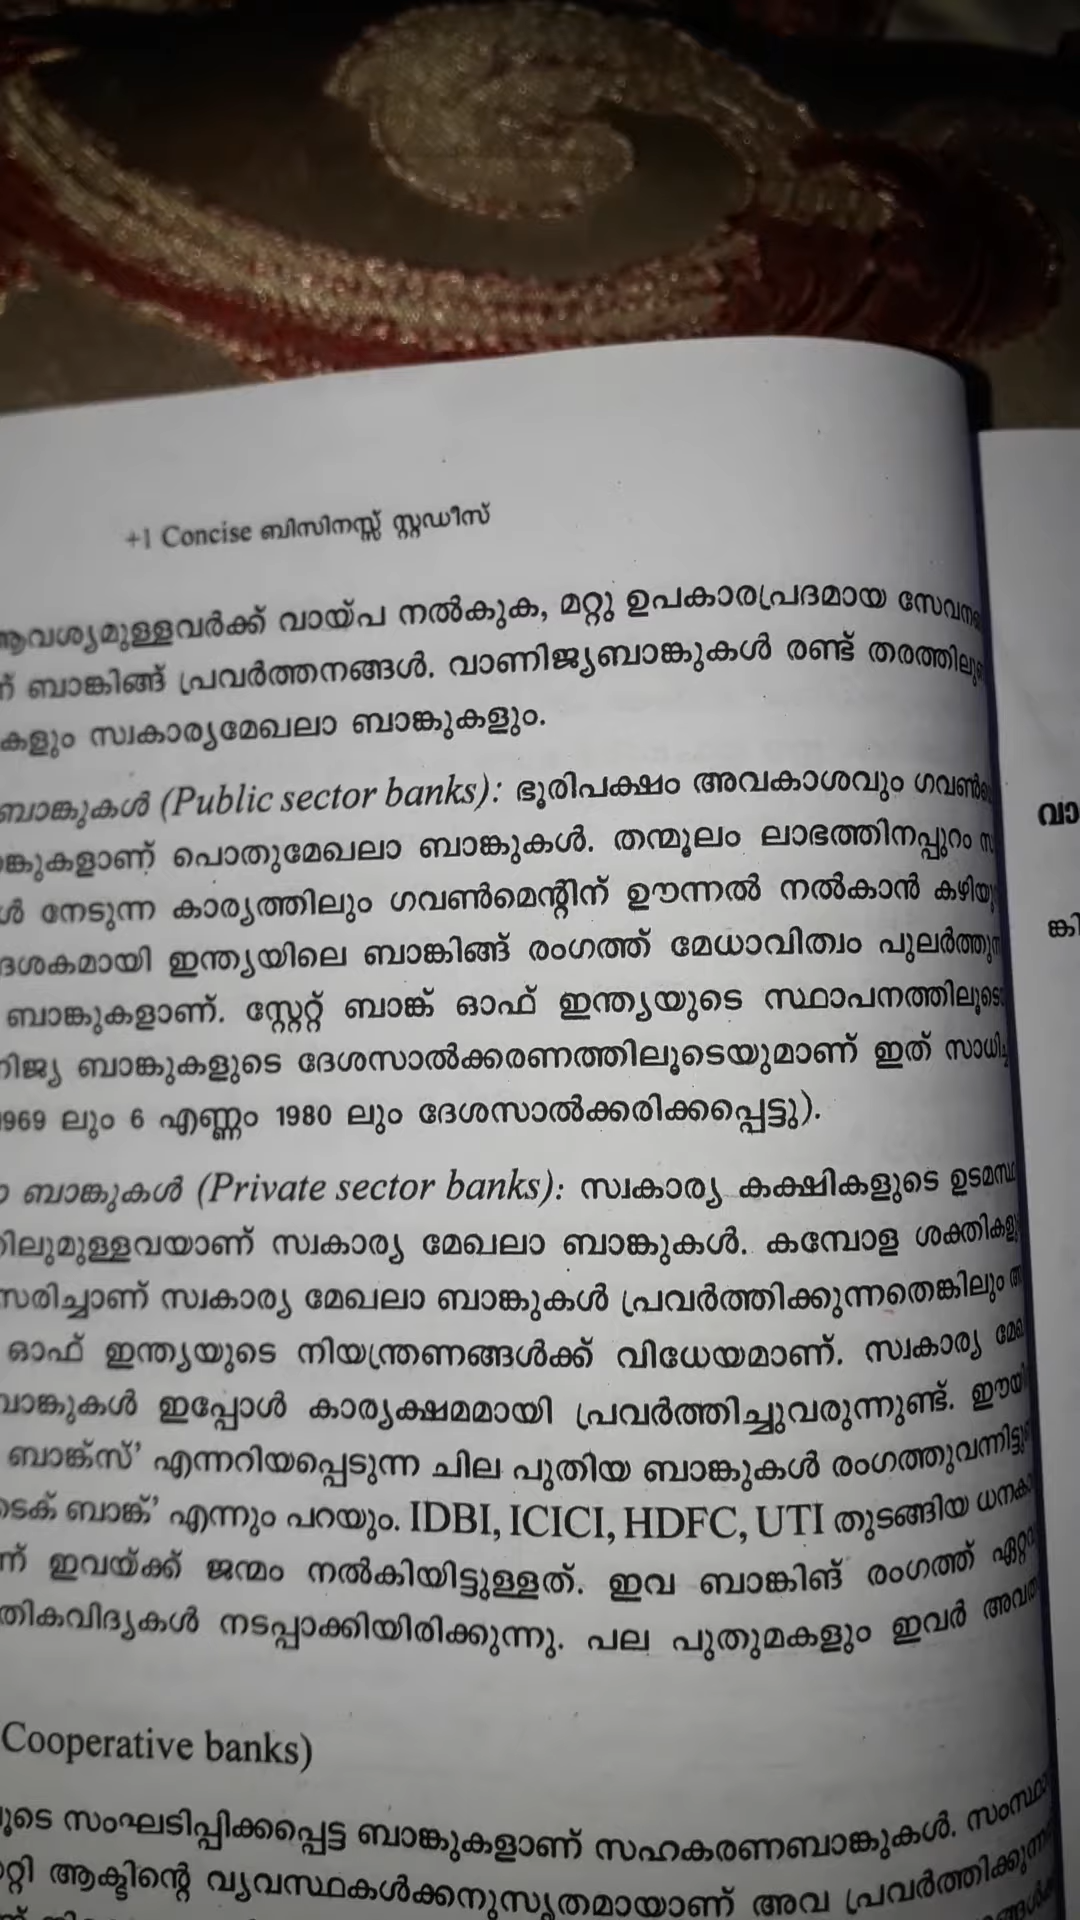 +1 Concise ബിസിനസ്സ് സ്റ്റഡീസ്
ആവശ്യമുള്ളവർക്ക് വായ്പ നൽകുക, മറ്റു ഉപകാരപ്രദമായ
ബാങ്കിങ്ങ് പ്രവർത്തനങ്ങൾ. വാണിജ്യബാങ്കുകൾ രണ്ട്
കളും സ്വകാര്യമേഖലാ ബാങ്കുകളും.
ബാങ്കുകൾ (Public sector banks): ഭൂരിപക്ഷം അവകാശവും
വാ
ങ്കുകളാണ് പൊതുമേഖലാ ബാങ്കുകൾ. തന്മൂലം ലാഭത്തിനപ്പുറം
നേടുന്ന കാര്യത്തിലും ഗവൺമെന്റിന് ഊന്നൽ നൽകാൻ
ങ്കി
ദശകമായി ഇന്ത്യയിലെ ബാങ്കിങ്ങ് രംഗത്ത് മേധാവിത്വം
ബാങ്കുകളാണ്. സ്റ്റേറ്റ് ബാങ്ക് ഓഫ് ഇന്ത്യയുടെ
ബാങ്കുകളുടെ ദേശസാൽക്കരണത്തിലൂടെയുമാണ് ഇത്
1969 ലും 6 എണ്ണം 1980 ലും ദേശസാൽക്കരിക്കപ്പെട്ടു).
ബാങ്കുകൾ (Private sector banks): സ്വകാര്യ കക്ഷികളുടെ
ലുമുള്ളവയാണ് സ്വകാര്യ മേഖലാ ബാങ്കുകൾ. കമ്പോള
സരിച്ചാണ് സ്വകാര്യ മേഖലാ ബാങ്കുകൾ പ്രവർത്തിക്കുന്നതെങ്കിലും
ഓഫ് ഇന്ത്യയുടെ നിയന്ത്രണങ്ങൾക്ക് വിധേയമാണ്. സ്വകാര്യ
ബാങ്കുകൾ ഇപ്പോൾ കാര്യക്ഷമമായി പ്രവർത്തിച്ചുവരുന്നുണ്ട്.
ബാങ്ക്സ്' എന്നറിയപ്പെടുന്ന ചില പുതിയ ബാങ്കുകൾ
ടെക് ബാങ്ക്' എന്നും പറയും. IDBI, ICICI, HDFC, UTI തുടങ്ങിയ
ഇവയ്ക്ക് ജന്മം നൽകിയിട്ടുള്ളത്. ഇവ ബാങ്കിങ് രംഗത്ത്
തികവിദ്യകൾ നടപ്പാക്കിയിരിക്കുന്നു. പല പുതുമകളും ഇവർ
Cooperative banks)
സംഘടിപ്പിക്കപ്പെട്ട ബാങ്കുകളാണ് സഹകരണബാങ്കുകൾ.
റ്റി ആക്ടിന്റെ വ്യവസ്ഥകൾക്കനുസൃതമായാണ് അവ